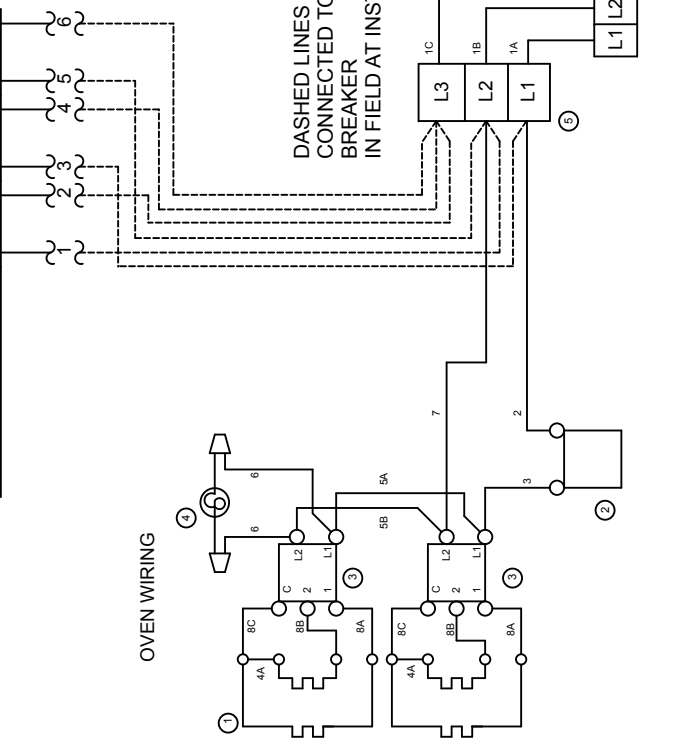 6
5
4
3
2
1
DASHED LINES
CONNECTED TO
BREAKER
IN FIELD AT INS
1C
1B
1A
L3
L2
L1
5
L2
L1
7
2
3
2
OVEN WIRING
4
6
6
5A
5B
L2
L1
C
2
1
3
L2
L1
C
2
1
3
8C
8B
8A
4A
1
8C
8B
8A
4A